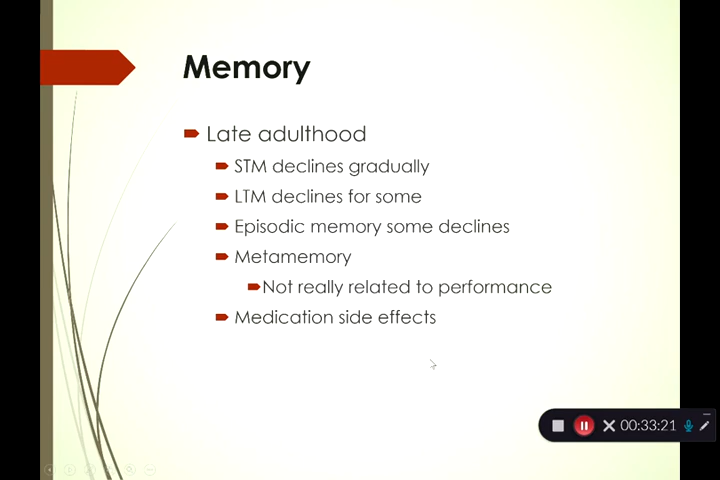 Memory
Late adulthood
STM declines gradually
LTM declines for some
Episodic memory some declines
Metamemory
Not really related to performance
Medication side effects
00:33:21